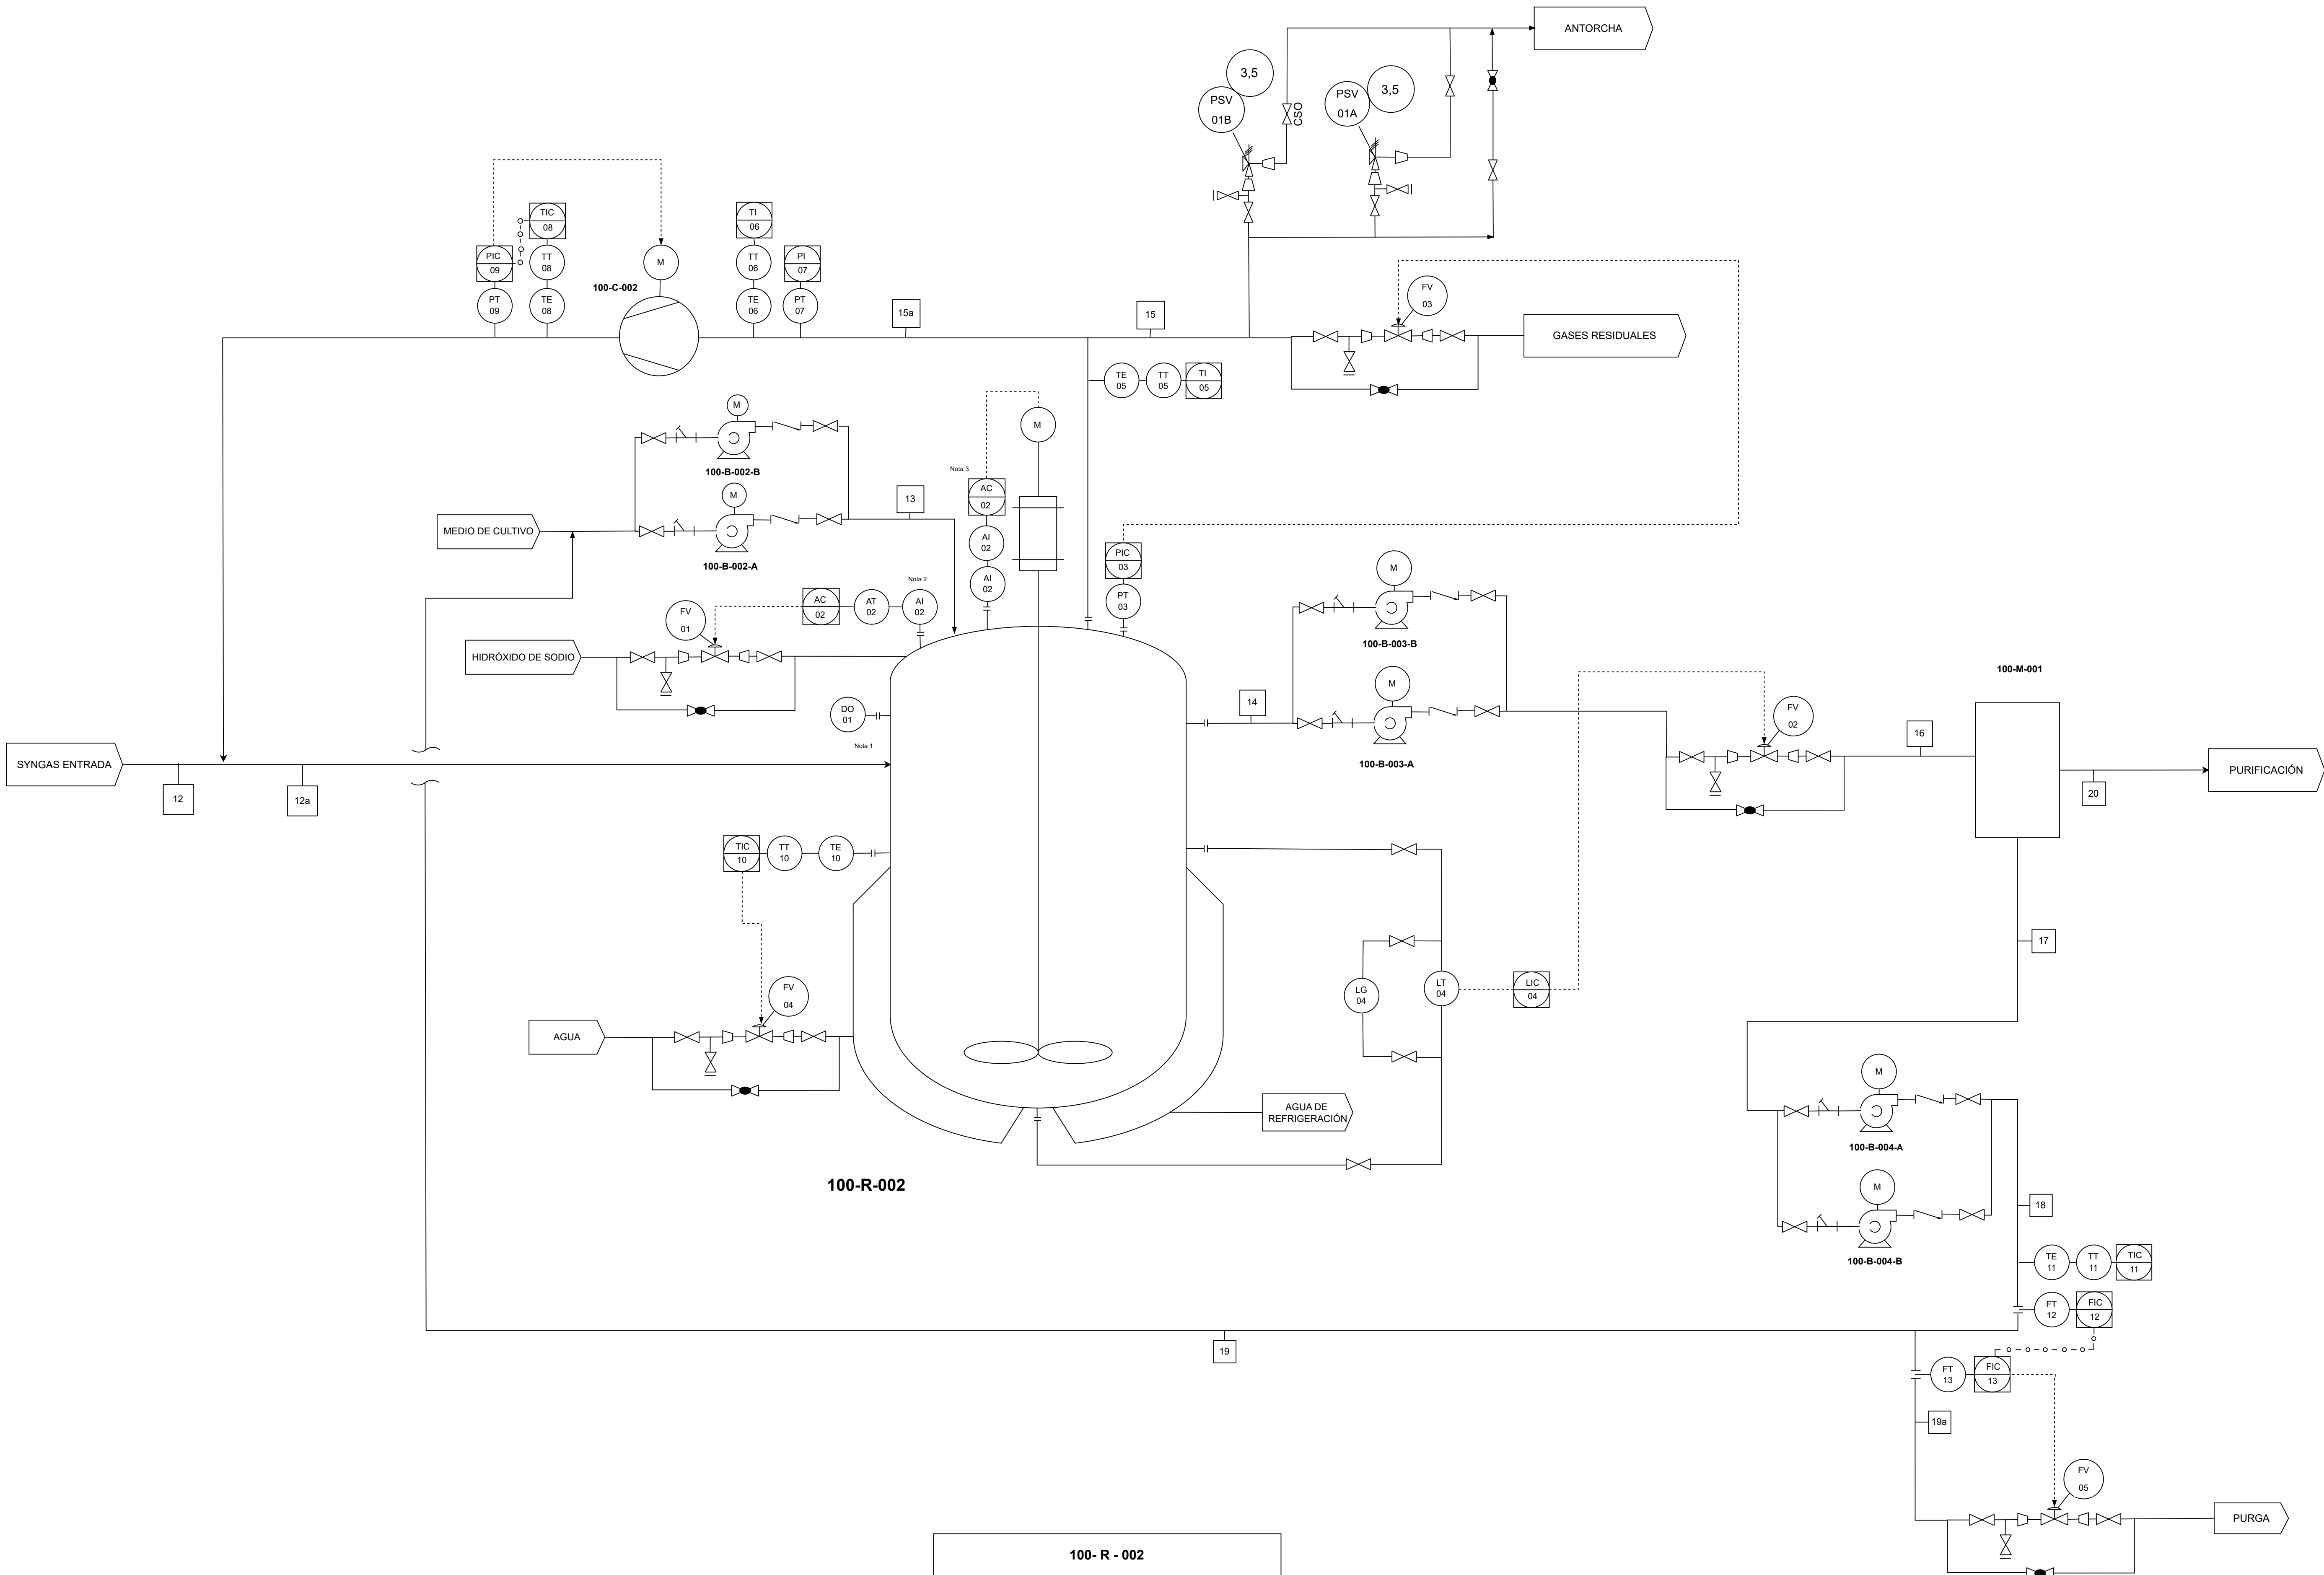 ANTORCHA
3,5
PSV
01B
3,5
PSV
01A
CSO
TIC
08
TI
06
PIC
09
TT
08
M
TT
06
PI
07
100-C-002
PT
09
TE
08
TE
06
PT
07
15a
15
FV
03
GASES RESIDUALES
TE
05
TT
05
TI
05
M
M
100-B-002-B
Nota 3
M
AC
02
13
MEDIO DE CULTIVO
AI
02
100-B-002-A
AI
02
PIC
03
PT
03
M
100-B-003-B
Nota 2
AC
02
AT
02
AI
02
FV
01
HIDRÓXIDO DE SODIO
DO
01
Nota 1
14
M
100-B-003-A
FV
02
16
100-M-001
SYNGAS ENTRADA
12
12a
PURIFICACIÓN
20
TIC
10
TT
10
TE
10
17
LG
04
LT
04
LIC
04
FV
04
AGUA
AGUA DE
REFRIGERACIÓN
M
100-B-004-A
100-R-002
M
100-B-004-B
18
TE
11
TT
11
TIC
11
FT
12
FIC
12
19
FT
13
FIC
13
19a
FV
05
PURGA
100- R - 002